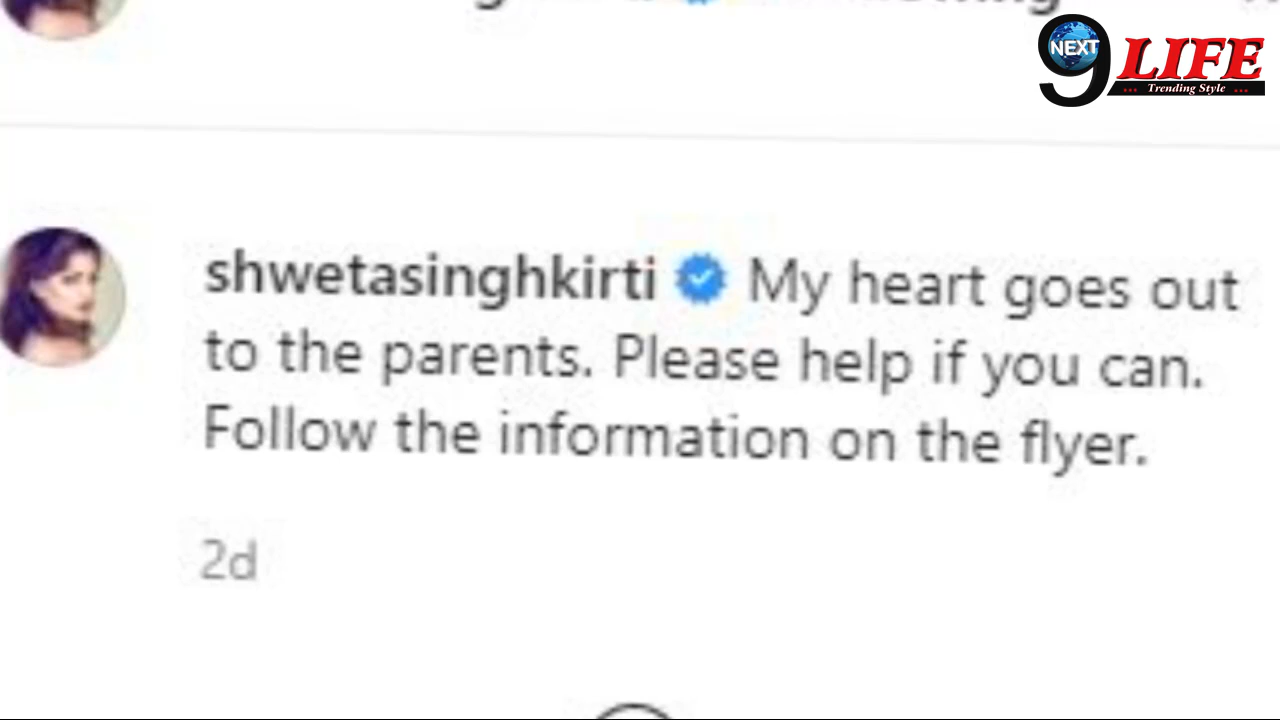 NEXT
9 LIFE
... Trending Style ...
shwetasinghkirti My heart goes out
to the parents. Please help if you can.
Follow the information on the flyer.
2d